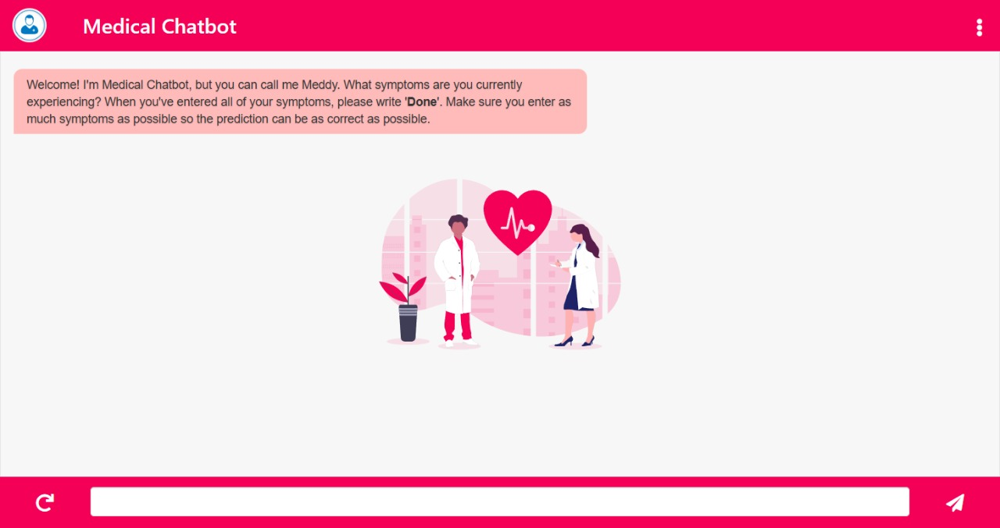 Medical Chatbot
Welcome! I'm Medical Chatbot, but you can call me Meddy. What symptoms are you currently
experiencing? When you've entered all of your symptoms, please write 'Done'. Make sure you enter as
much symptoms as possible so the prediction can be as correct as possible.